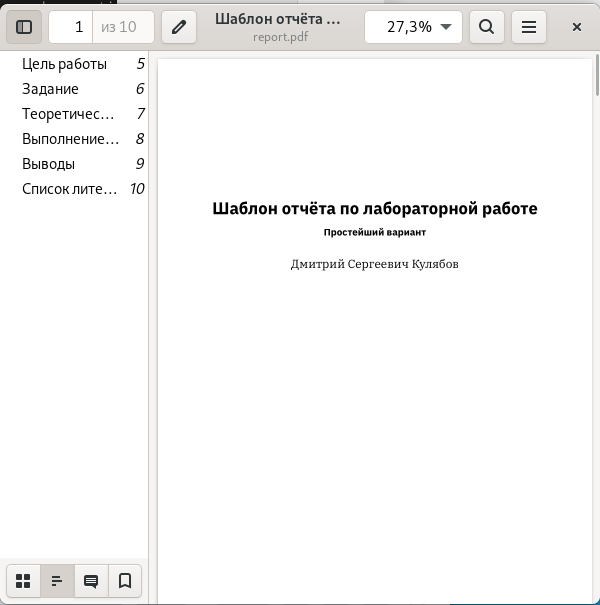 1 из 10
Шаблон отчёта ...
report.pdf
27,3%
Цель работы 5
Задание 6
Теоретичес... 7
Выполнение... 8
Выводы 9
Список лите... 10
Шаблон отчёта по лабораторной работе
Простейший вариант
Дмитрий Сергеевич Кулябов